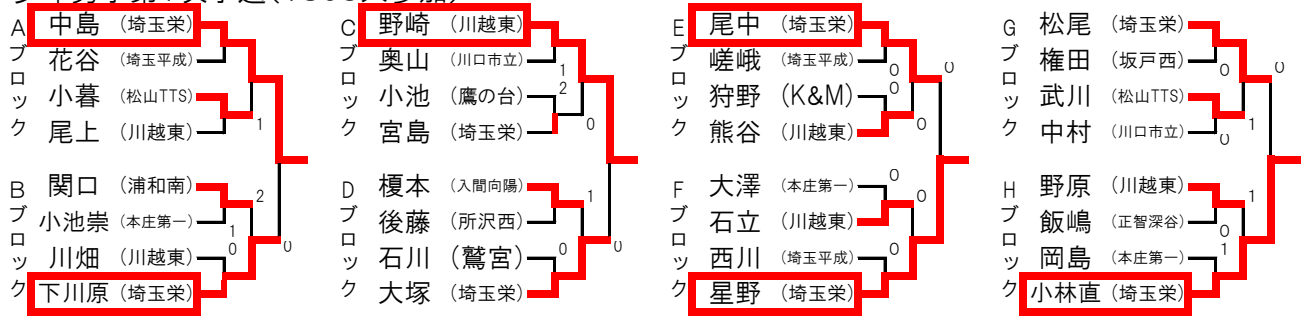 Aブロック
中島 (埼玉栄)
花谷 (埼玉平成)
小暮 (松山TTS)
尾上 (川越東)
1
Bブロック
関口 (浦和南)
小池崇 (本庄第一)
川畑 (川越東)
下川原 (埼玉栄)
2
1
0
0
Cブロック
野崎 (川越東)
奥山 (川口市立)
小池 (鷹の台)
宮島 (埼玉栄)
1
2
0
Dブロック
榎本 (入間向陽)
後藤 (所沢西)
石川 (鷲宮)
大塚 (埼玉栄)
1
0
0
Eブロック
尾中 (埼玉栄)
嵯峨 (埼玉平成)
狩野 (K&M)
熊谷 (川越東)
0
0
0
0
Fブロック
大澤 (本庄第一)
石立 (川越東)
西川 (埼玉平成)
星野 (埼玉栄)
0
0
0
0
Gブロック
松尾 (埼玉栄)
権田 (坂戸西)
武川 (松山TTS)
中村 (川口市立)
0
0
1
0
Hブロック
野原 (川越東)
飯嶋 (正智深谷)
岡島 (本庄第一)
小林直 (埼玉栄)
1
0
1